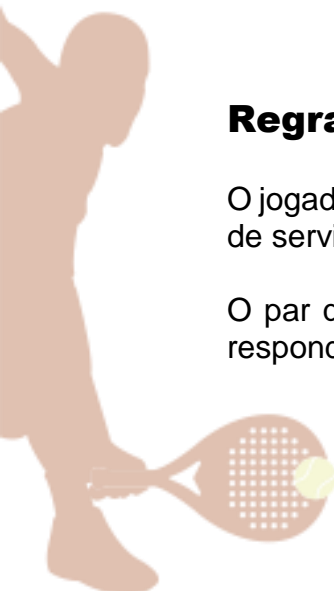 Regra
O jogad
de servi
O par d
respond